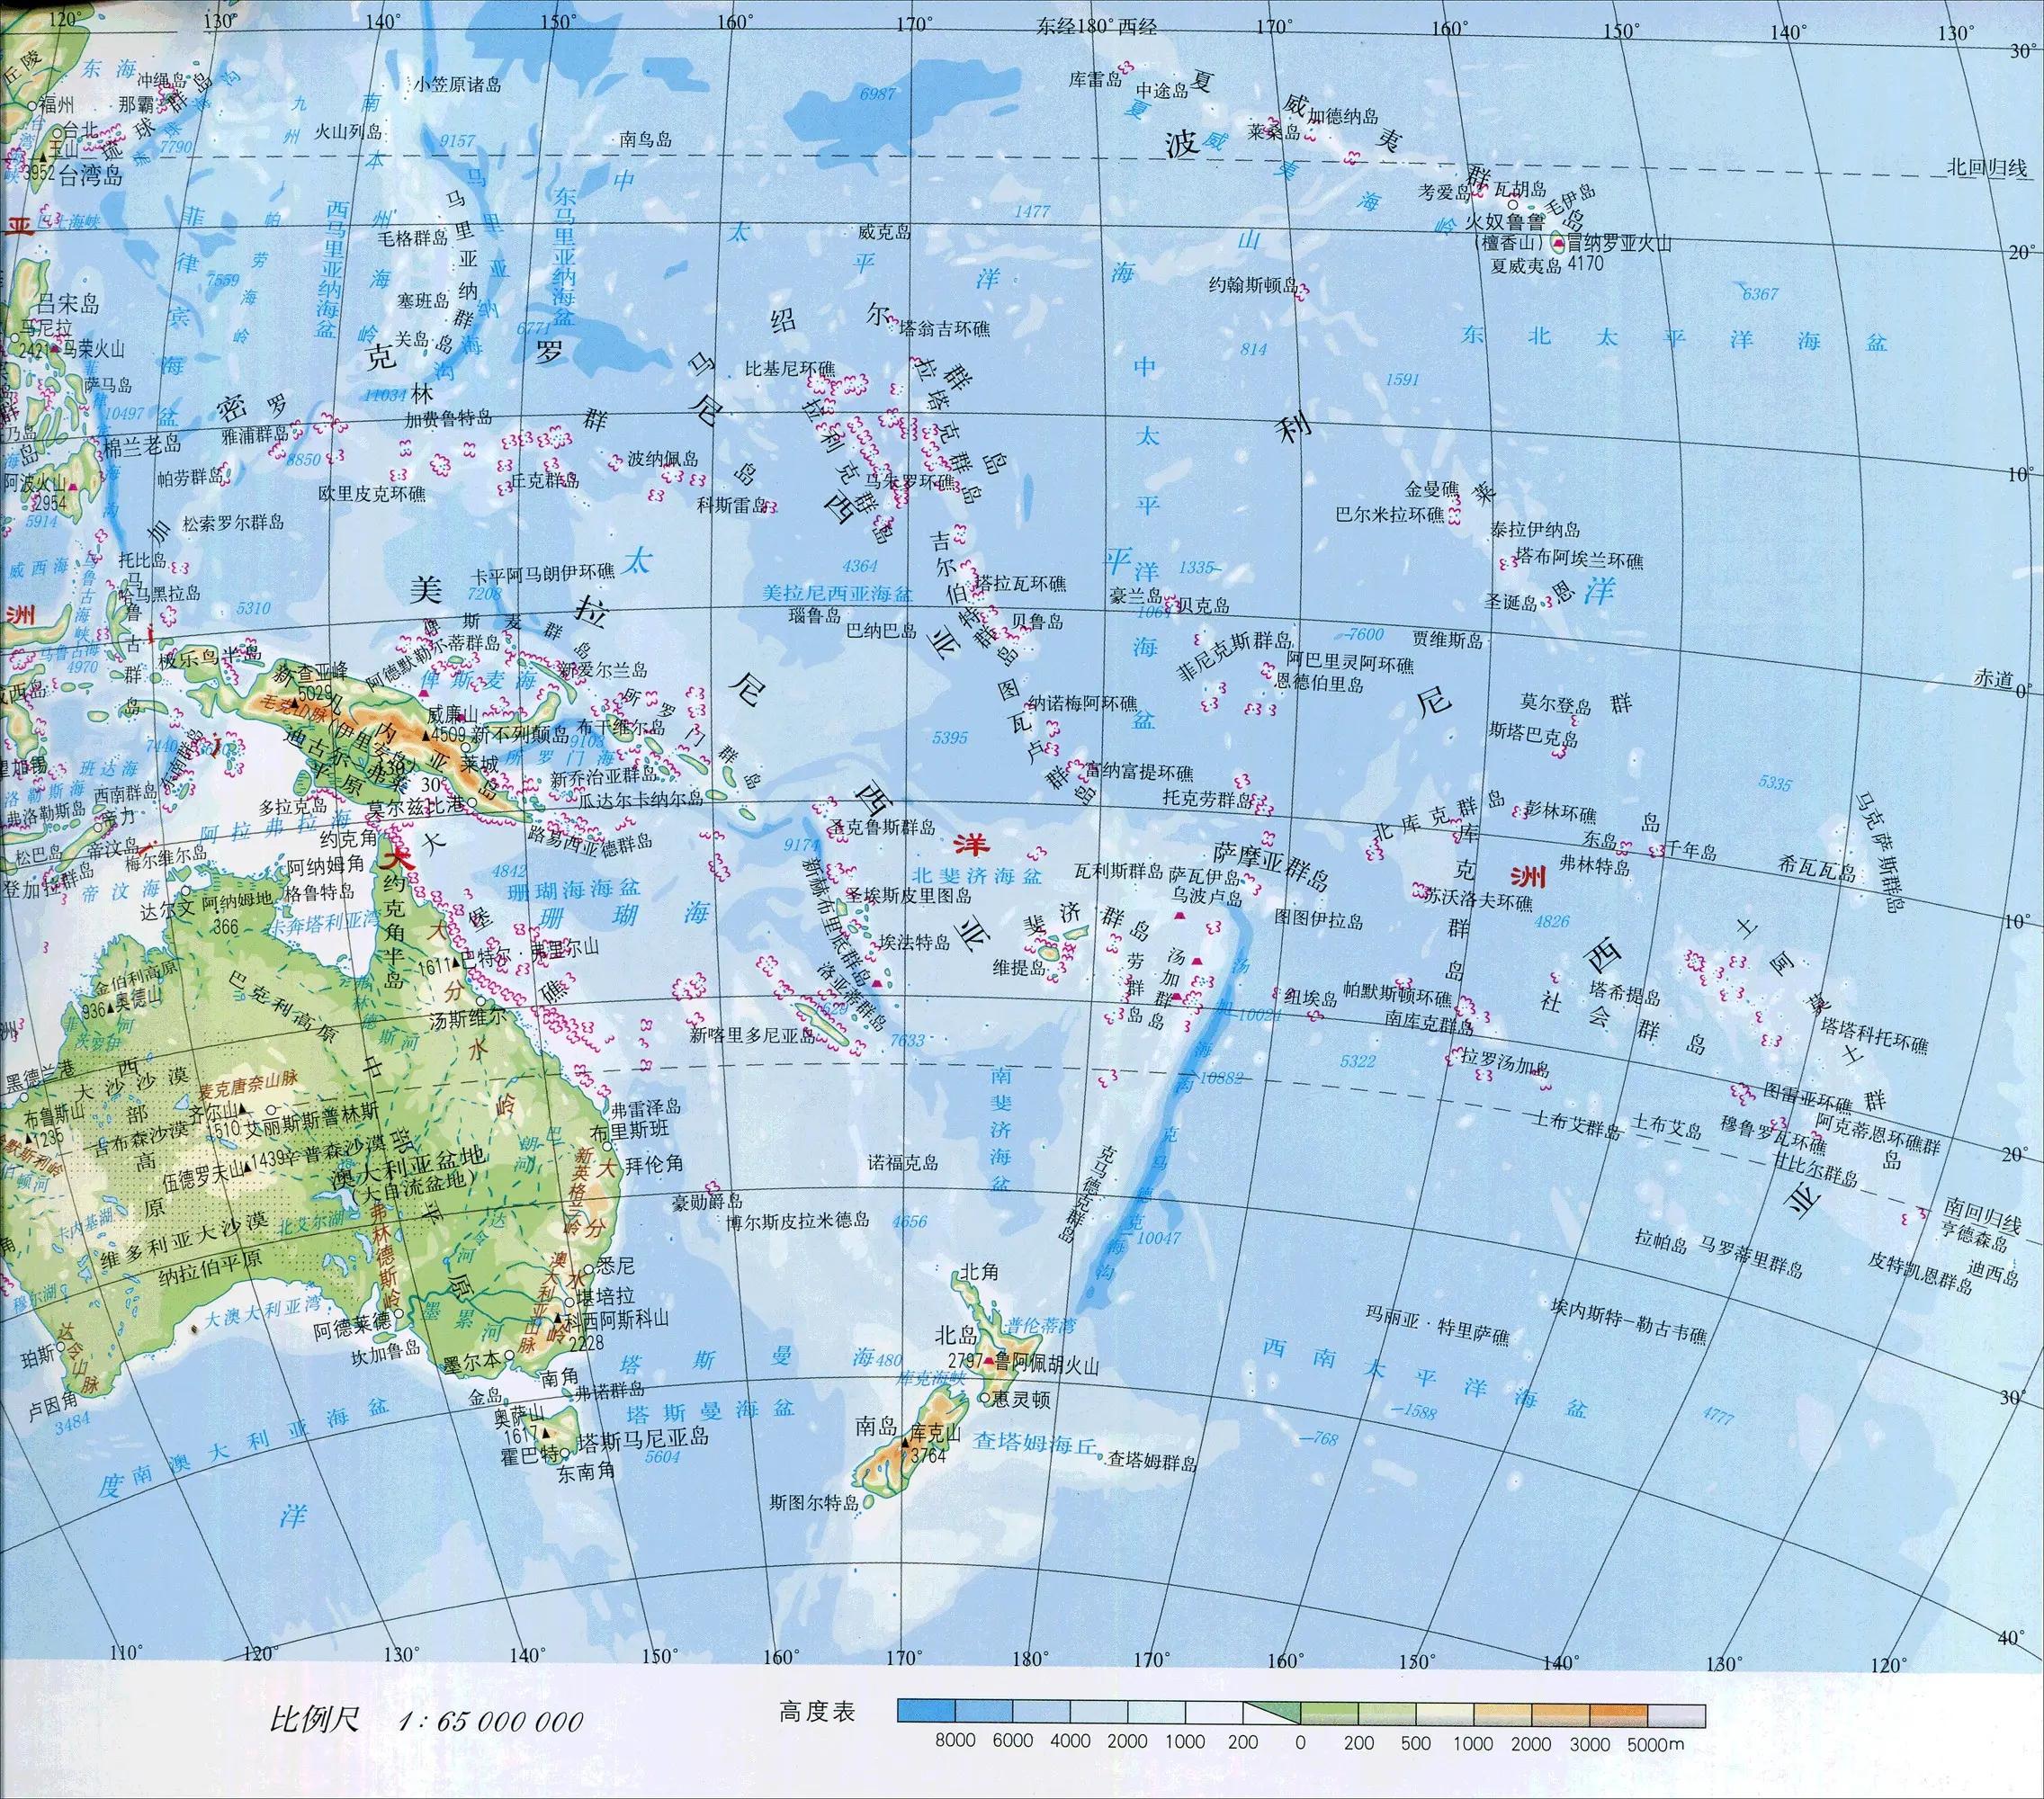 120° 130° 140° 150° 160° 170° 东经180°西经 170° 160° 150° 140° 130°
30°
丘陵
东海
冲绳岛
福州
那霸
琉球群岛
台北
玉山
3952
台湾岛
7790
九州
南
本
火山列岛
小笠原诸岛
9157
南鸟岛
6987
库雷岛
中途岛
夏威夷群岛
加德纳岛
莱桑岛
夏威夷海岭
波利尼西亚
北回归线
考爱岛
瓦胡岛
毛伊岛
火奴鲁鲁
(檀香山)
冒纳罗亚火山
夏威夷岛 4170
20°
亚洲
巴士海峡
菲律宾海盆
帕劳海岭
7559
西马里亚纳海盆
东马里亚纳海盆
毛格群岛
马里亚纳群岛
塞班岛
关岛
6771
中太平洋山海
威克岛
1477
约翰斯顿岛
6367
东北太平洋海盆
吕宋岛
马尼拉
2421
马荣火山
萨马岛
10497
棉兰老岛
阿波火山
2954
5914
密克罗尼西亚
11034
加罗林群岛
雅浦群岛
8850
加费鲁特岛
帕劳群岛
欧里皮克环礁
丘克群岛
波纳佩岛
科斯雷岛
马绍尔群岛
塔翁吉环礁
比基尼环礁
拉塔克群岛
拉利克群岛
马朱罗环礁
中太平洋海盆
814
1591
金曼礁
巴尔米拉环礁
莱恩群岛
泰拉伊纳岛
塔布阿埃兰环礁
圣诞岛
10°
松索罗尔群岛
托比岛
哈马黑拉岛
马鲁古群岛
马鲁古海
4970
5310
卡平阿马朗伊环礁
7208
太平洋
4364
美拉尼西亚海盆
瑙鲁岛
巴纳巴岛
吉尔伯特群岛
塔拉瓦环礁
贝鲁岛
1335
豪兰岛
贝克岛
7600
贾维斯岛
菲尼克斯群岛
阿巴里灵阿环礁
恩德伯里岛
莫尔登岛
斯塔巴克岛
赤道 0°
美拉尼西亚
俾斯麦群岛
阿德默勒尔蒂群岛
俾斯麦海
新爱尔兰岛
极乐鸟半岛
查亚峰
5029
毛克山脉
威廉山
4509
新不列颠岛
莱城
布干维尔岛
所罗门群岛
9103
所罗门海
新乔治亚群岛
瓜达尔卡纳尔岛
莫尔兹比港
路易西亚德群岛
多拉克岛
阿拉弗拉海
班达海
西南群岛
帝力
帝汶岛
松巴岛
帝汶海
梅尔维尔岛
5395
图瓦卢群岛
纳诺梅阿环礁
富纳富提环礁
托克劳群岛
5335
北库克群岛
彭林环礁
东岛
千年岛
弗林特岛
希瓦瓦岛
马克萨斯群岛
大洋洲
约克角
阿纳姆角
格鲁特岛
达尔文
阿纳姆地
366
卡奔塔利亚湾
约克角半岛
4842
珊瑚海海盆
珊瑚海
9174
圣克鲁斯群岛
新赫布里底群岛
圣埃斯皮里图岛
埃法特岛
洛亚蒂群岛
北斐济海盆
瓦利斯群岛
萨瓦伊岛
乌波卢岛
萨摩亚群岛
图图伊拉岛
斐济群岛
维提岛
劳群岛
汤加群岛
苏沃洛夫环礁
4826
库克群岛
10°
大堡礁
1611
巴特尔·弗里尔山
大分水岭
汤斯维尔
金伯利高原
936
奥德山
巴克利高原
弗林德斯河
新喀里多尼亚岛
7633
汤加海沟
10024
纽埃岛
帕默斯顿环礁
南库克群岛
10882
5322
拉罗汤加岛
塔希提岛
社会群岛
土阿莫土群岛
塔塔科托环礁
黑德兰港
大沙沙漠
麦克唐奈山脉
布鲁斯山
1235
齐尔山
1510
艾丽斯斯普林斯
吉布森沙漠
伍德罗夫山
1439
辛普森沙漠
西部高原
澳大利亚盆地
(大自流盆地)
中部平原
北艾尔湖
维多利亚大沙漠
纳拉伯平原
卡内基湖
弗雷泽岛
布里斯班
拜伦角
新英格兰岭
豪勋爵岛
诺福克岛
博尔斯皮拉米德岛
4656
南斐济海盆
克马德克群岛
克马德克海沟
10047
土布艾群岛
土布艾岛
穆鲁罗瓦环礁
图雷亚环礁
阿克蒂恩环礁群
甘比尔群岛
20°
南回归线
亨德森岛
迪西岛
皮特凯恩群岛
拉帕岛
马罗蒂里群岛
埃内斯特—勒古韦礁
玛丽亚·特里萨礁
穆尔湖
珀斯
达令山脉
卢因角
3484
大澳大利亚湾
阿德莱德
坎加鲁岛
弗林德斯岭
墨累河
达令河
澳大利亚山脉
悉尼
堪培拉
科西阿斯科山
2228
墨尔本
南角
金岛
弗诺群岛
奥萨山
1617
霍巴特
塔斯马尼亚岛
东南角
塔斯曼海
塔斯曼海盆
5604
480
北角
北岛
普伦蒂湾
2797
鲁阿佩胡火山
库克海峡
惠灵顿
南岛
库克山
3764
斯图尔特岛
查塔姆海丘
查塔姆群岛
西南太平洋海盆
1588
768
4777
30°
南澳大利亚海盆
度
洋
40°
110° 120° 130° 140° 150° 160° 170° 180° 170° 160° 150° 140° 130° 120°
比例尺 1:65 000 000
高度表
8000 6000 4000 2000 1000 200 0 200 500 1000 2000 3000 5000m